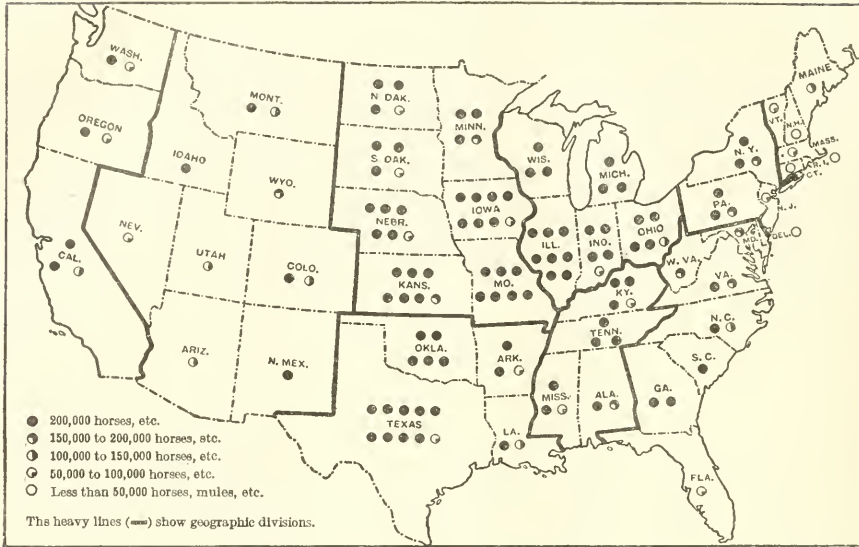 WASH.
MONT.
N DAK.
MINN.
MAINE
VT.
N.H.
OREGON
IDAHO
S DAK.
WIS.
MICH.
N.Y.
MASS.
R.I.
CT.
WYO.
NEBR.
IOWA
PA.
N.J.
NEV.
UTAH
COLO.
KANS.
MO.
ILL.
IND.
OHIO
W.VA.
MD.
DEL.
CAL.
VA.
KY.
ARIZ.
N. MEX.
OKLA.
ARK.
TENN.
N.C.
S.C.
TEXAS
LA.
MISS.
ALA.
GA.
FLA.
200,000 horses, etc.
150,000 to 200,000 horses, etc.
100,000 to 150,000 horses, etc.
50,000 to 100,000 horses, etc.
Less than 50,000 horses, mules, etc.
The heavy lines (━) show geographic divisions.